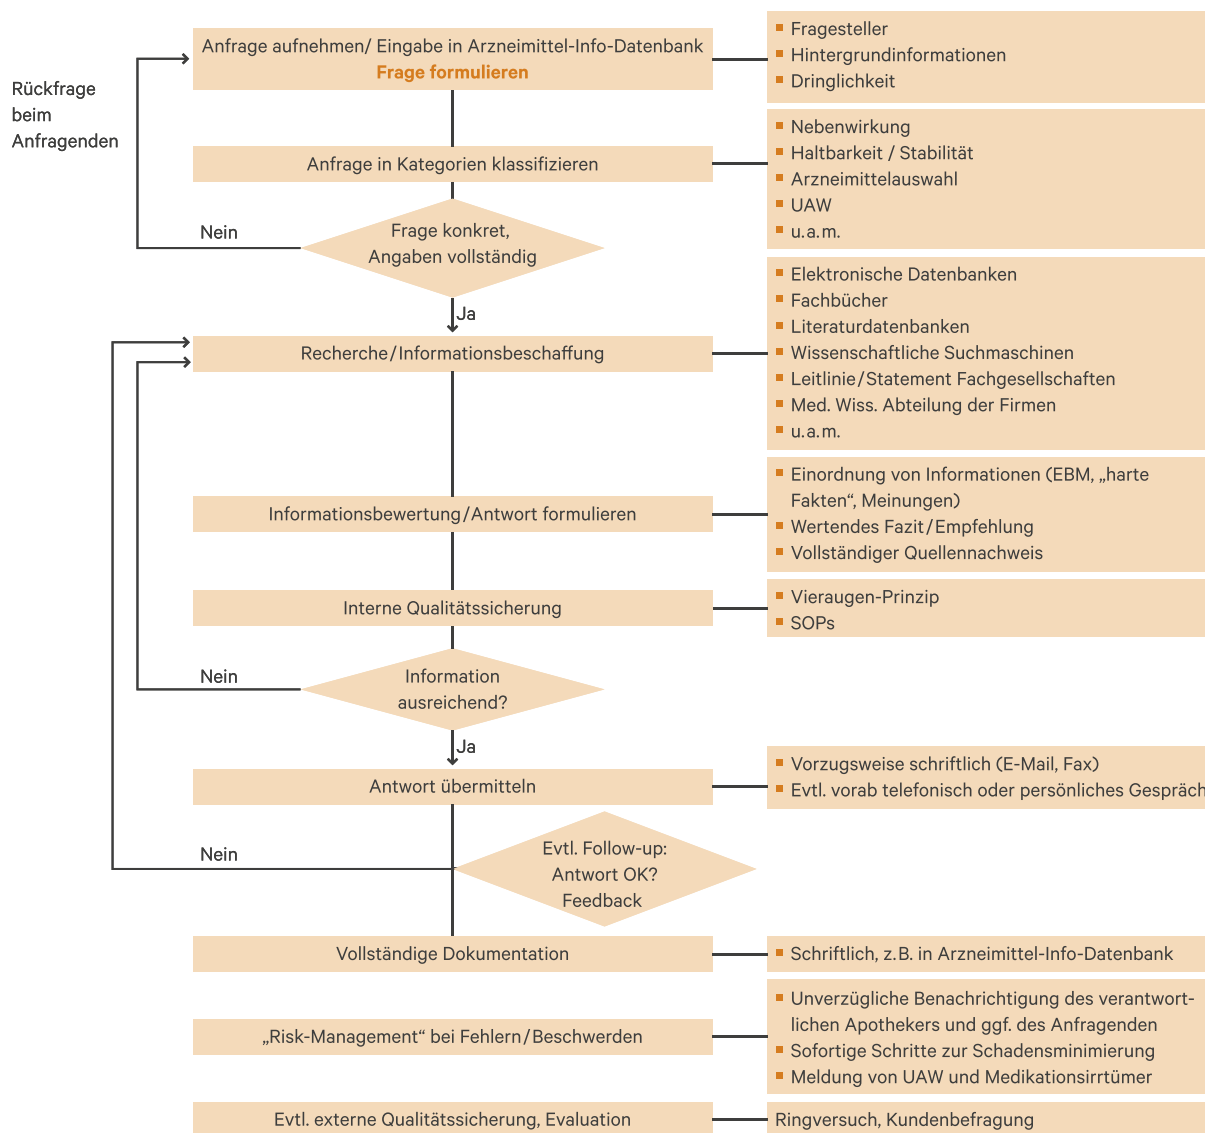 Anfrage aufnehmen/ Eingabe in Arzneimittel-Info-Datenbank
Frage formulieren
Fragesteller
Hintergrundinformationen
Dringlichkeit
Rückfrage
beim
Anfragenden
Anfrage in Kategorien klassifizieren
Nebenwirkung
Haltbarkeit / Stabilität
Arzneimittelauswahl
UAW
u.a.m.
Nein
Frage konkret,
Angaben vollständig
Ja
Recherche/Informationsbeschaffung
Elektronische Datenbanken
Fachbücher
Literaturdatenbanken
Wissenschaftliche Suchmaschinen
Leitlinie/Statement Fachgesellschaften
Med. Wiss. Abteilung der Firmen
u.a.m.
Informationsbewertung/Antwort formulieren
Einordnung von Informationen (EBM, „harte
Fakten“, Meinungen)
Wertendes Fazit/Empfehlung
Vollständiger Quellennachweis
Interne Qualitätssicherung
Vieraugen-Prinzip
SOPs
Nein
Information
ausreichend?
Ja
Antwort übermitteln
Vorzugsweise schriftlich (E-Mail, Fax)
Evtl. vorab telefonisch oder persönliches Gespräch
Nein
Evtl. Follow-up:
Antwort OK?
Feedback
Vollständige Dokumentation
Schriftlich, z.B. in Arzneimittel-Info-Datenbank
„Risk-Management“ bei Fehlern/Beschwerden
Unverzügliche Benachrichtigung des verantwort-
lichen Apothekers und ggf. des Anfragenden
Sofortige Schritte zur Schadensminimierung
Meldung von UAW und Medikationsirrtümer
Evtl. externe Qualitätssicherung, Evaluation
Ringversuch, Kundenbefragung